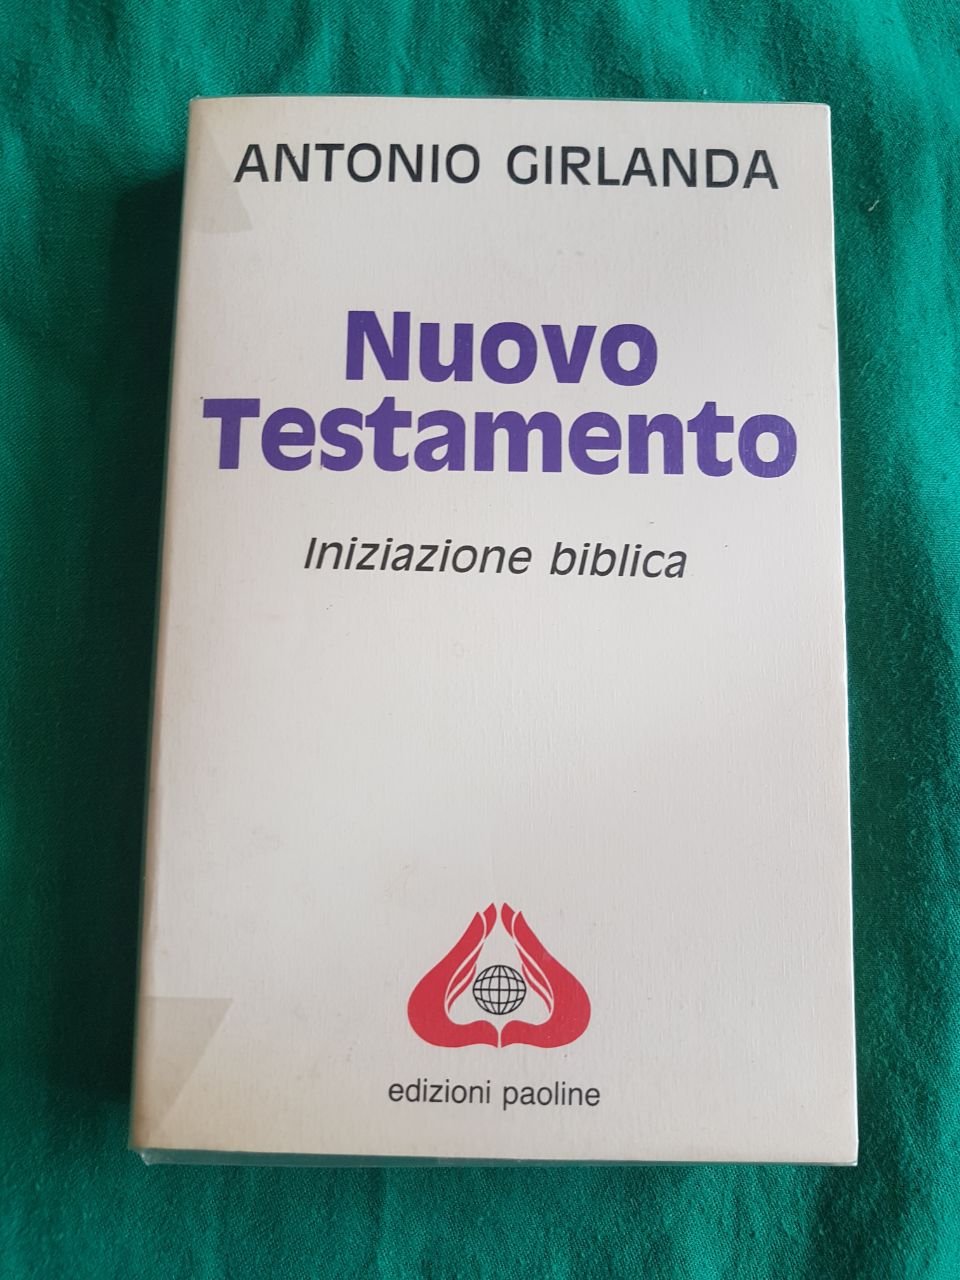 ANTONIO GIRLANDA
Nuovo
Testamento
Iniziazione biblica
edizioni paoline